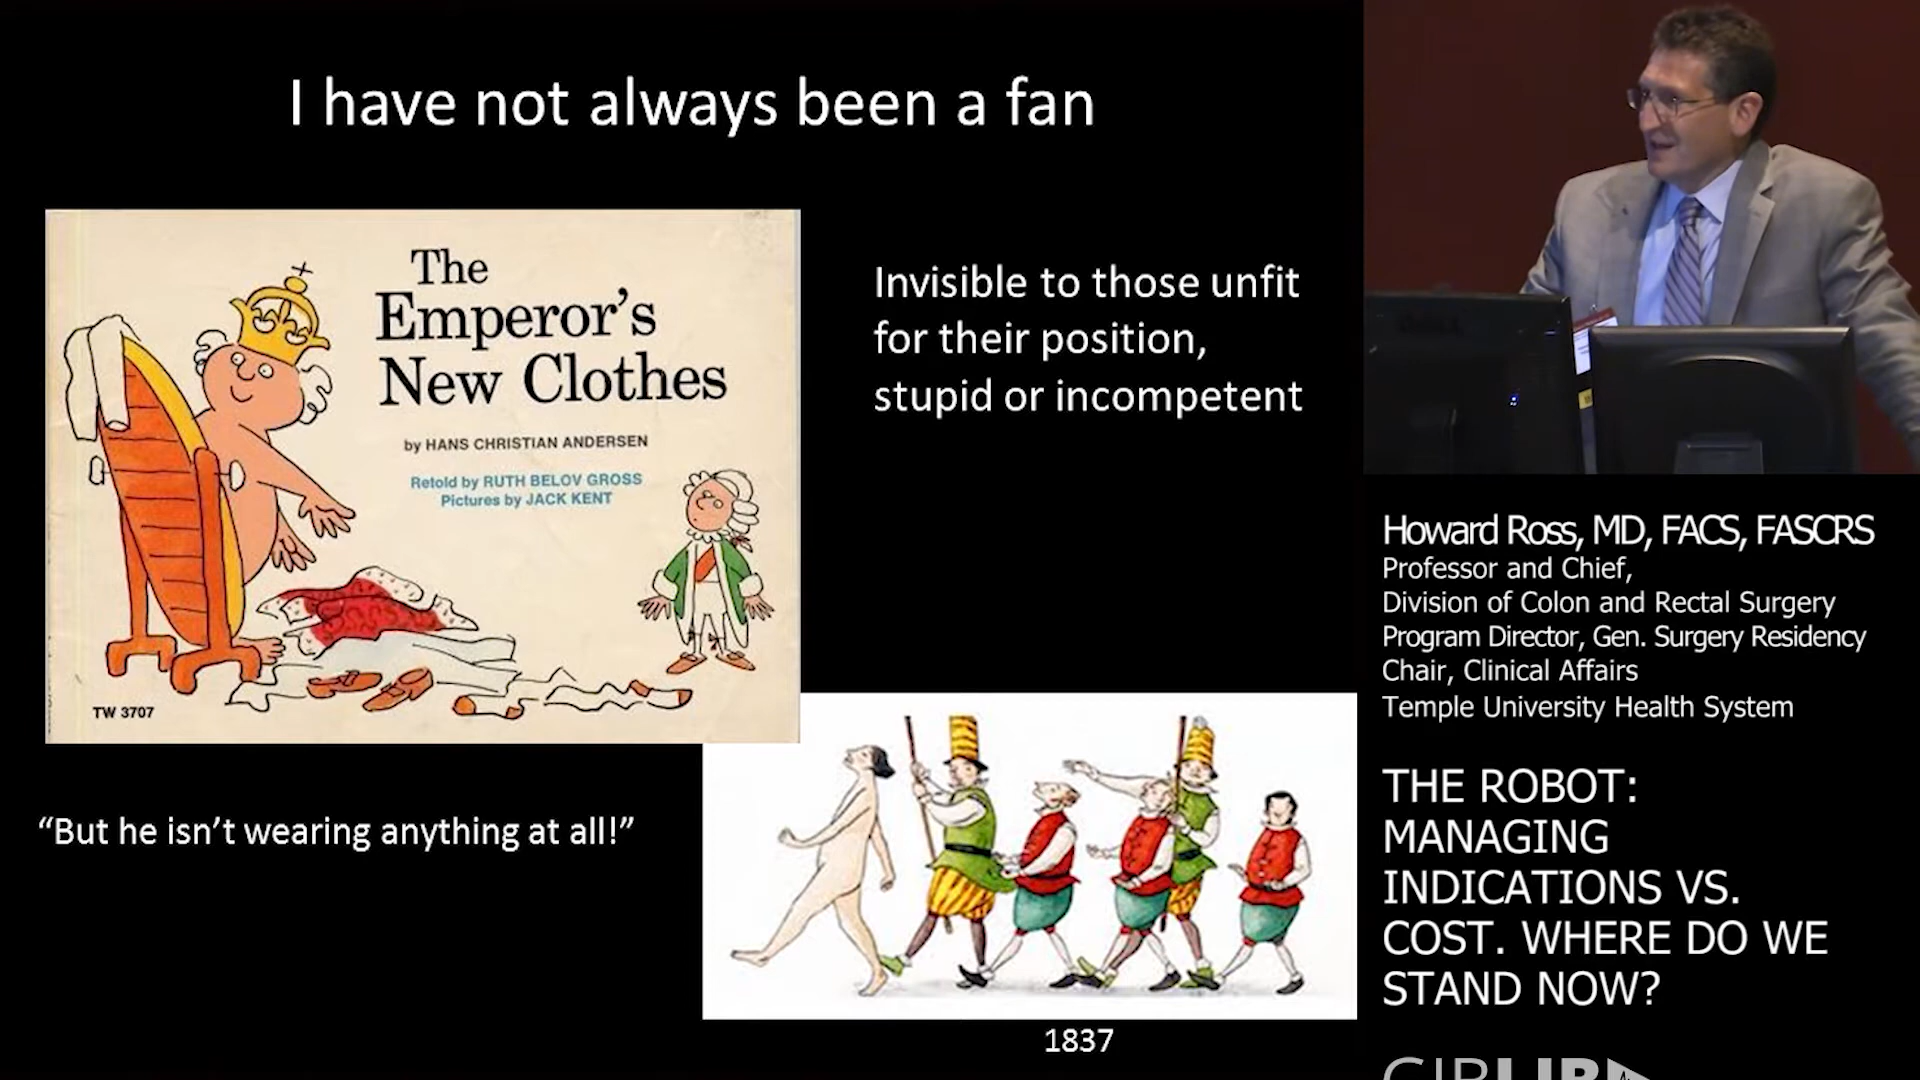 I have not always been a fan
The
Emperor's
New Clothes
by HANS CHRISTIAN ANDERSEN
Retold by RUTH BELOV GROSS
Pictures by JACK KENT
TW 3707
Invisible to those unfit
for their position,
stupid or incompetent
“But he isn’t wearing anything at all!”
1837
Howard Ross, MD, FACS, FASCRS
Professor and Chief,
Division of Colon and Rectal Surgery
Program Director, Gen. Surgery Residency
Chair, Clinical Affairs
Temple University Health System
THE ROBOT:
MANAGING
INDICATIONS VS.
COST. WHERE DO WE
STAND NOW?